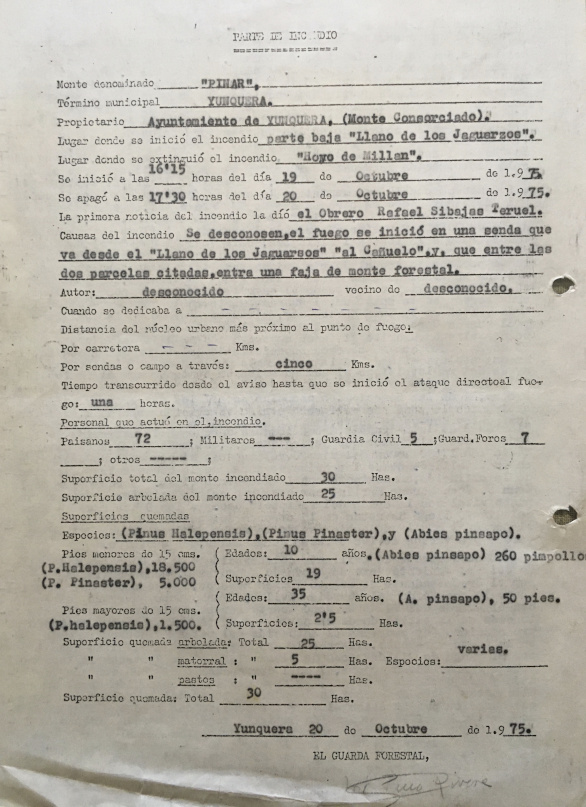 PARTE DE INCENDIO
Monte denominado "PINAR",
Término municipal YUNQUERA.
Propietario Ayuntamiento de YUNQUERA, (Monte Consorciado).
Lugar donde se inició el incendio parte baja "Llano de los Jaguarzos".
Lugar donde se extinguió el incendio "Hoyo de Millan".
Se inició a las 16'15 horas del día 19 de Octubre de 1.975.
Se apagó a las 17'30 horas del día 20 de Octubre de 1.975.
La primera noticia del incendio la dió el Obrero Rafael Sibajas Teruel.
Causas del incendio Se desconosen,el fuego se inició en una senda que
va desde el "Llano de los Jaguarsos" "al Cañuelo",y, que entre las
dos parcelas citadas,entra una faja de monte forestal.
Autor: desconocido vecino de desconocido.
Cuando se dedicaba a - - - - - - -
Distancia del núcleo urbano más próximo al punto de fuego:
Por carretera - - - Kms.
Por sendas o campo a través: cinco Kms.
Tiempo transcurrido desde el aviso hasta que se inició el ataque directoal fue-
go: una horas.
Personal que actuó en el incendio.
Paisanos 72 ; Militares --- ; Guardia Civil 5 ;Guard.Fores 7
; otros ----- ;
Superficie total del monte incendiado 30 Has.
Superficie arbolada del monte incendiado 25 Has.
Superficies quemadas
Especies: (Pinus Halepensis),(Pinus Pinaster),y (Abies pinsapo).
Pies menores de 15 cms. ( Edades: 10 años.(Abies pinsapo) 260 pimpollo
(P.Halepensis),18.500
(P. Pinaster), 5.000 ( Superficies 19 Has.
( Edades: 35 años. (A. pinsapo), 50 pies.
Pies mayores de 15 cms.
(P.halepensis),1.500. ( Superficies: 2'5 Has.
Superficie quemada arbolada: Total 25 Has.
" " matorral : " 5 Has. Especies: varias.
" " pastos : " ---- Has.
Superficie quemada: Total 30 Has.
Yunquera 20 de Octubre de 1.975.
EL GUARDA FORESTAL,